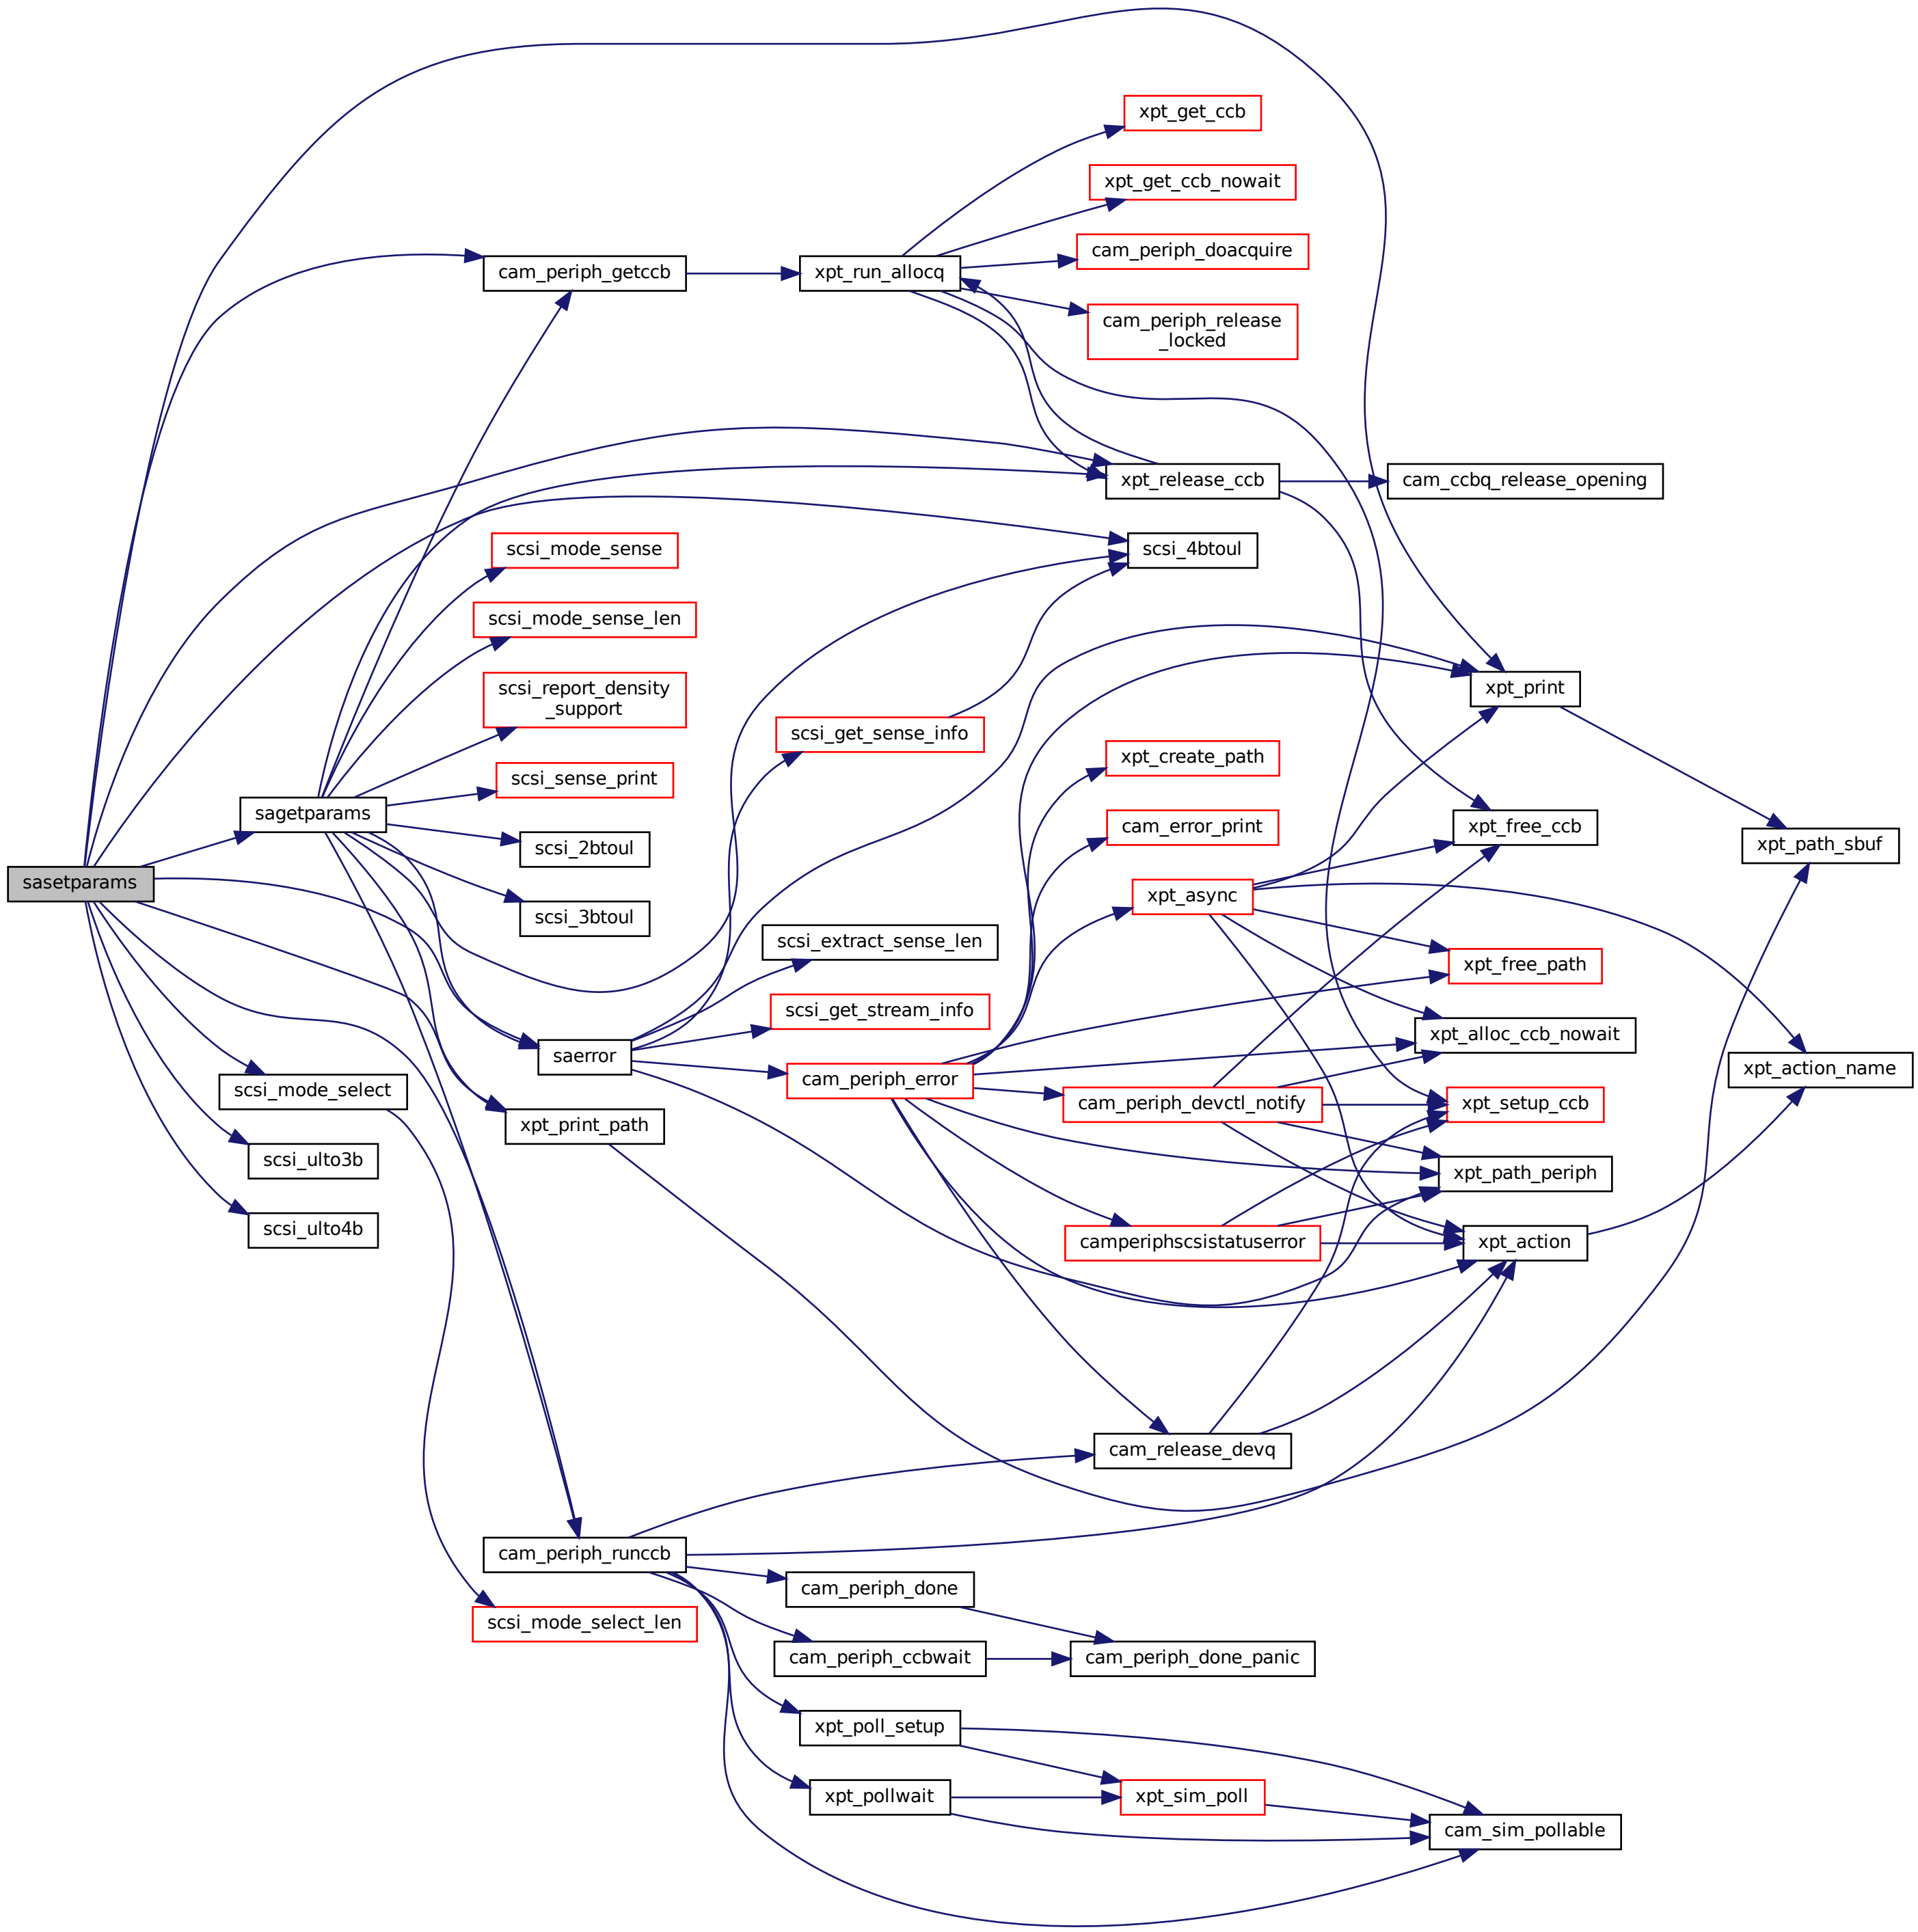 xpt_get_ccb
xpt_get_ccb_nowait
cam_periph_doacquire
cam_periph_getccb
xpt_run_allocq
cam_periph_release
_locked
xpt_release_ccb
cam_ccbq_release_opening
scsi_mode_sense
scsi_4btoul
scsi_mode_sense_len
scsi_report_density
_support
xpt_print
scsi_get_sense_info
xpt_create_path
scsi_sense_print
sagetparams
cam_error_print
xpt_free_ccb
scsi_2btoul
xpt_path_sbuf
sasetparams
xpt_async
scsi_3btoul
scsi_extract_sense_len
xpt_free_path
scsi_get_stream_info
xpt_alloc_ccb_nowait
saerror
xpt_action_name
cam_periph_error
scsi_mode_select
cam_periph_devctl_notify
xpt_setup_ccb
xpt_print_path
scsi_ulto3b
xpt_path_periph
scsi_ulto4b
camperiphscsistatuserror
xpt_action
cam_release_devq
cam_periph_runccb
cam_periph_done
scsi_mode_select_len
cam_periph_ccbwait
cam_periph_done_panic
xpt_poll_setup
xpt_pollwait
xpt_sim_poll
cam_sim_pollable